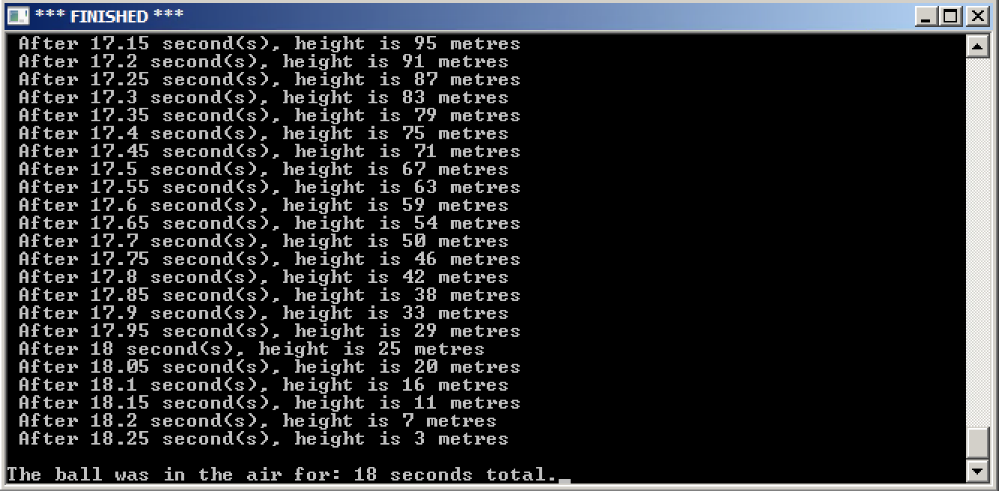 *** FINISHED ***
After 17.15 second(s), height is 95 metres
After 17.2 second(s), height is 91 metres
After 17.25 second(s), height is 87 metres
After 17.3 second(s), height is 83 metres
After 17.35 second(s), height is 79 metres
After 17.4 second(s), height is 75 metres
After 17.45 second(s), height is 71 metres
After 17.5 second(s), height is 67 metres
After 17.55 second(s), height is 63 metres
After 17.6 second(s), height is 59 metres
After 17.65 second(s), height is 54 metres
After 17.7 second(s), height is 50 metres
After 17.75 second(s), height is 46 metres
After 17.8 second(s), height is 42 metres
After 17.85 second(s), height is 38 metres
After 17.9 second(s), height is 33 metres
After 17.95 second(s), height is 29 metres
After 18 second(s), height is 25 metres
After 18.05 second(s), height is 20 metres
After 18.1 second(s), height is 16 metres
After 18.15 second(s), height is 11 metres
After 18.2 second(s), height is 7 metres
After 18.25 second(s), height is 3 metres
The ball was in the air for: 18 seconds total._